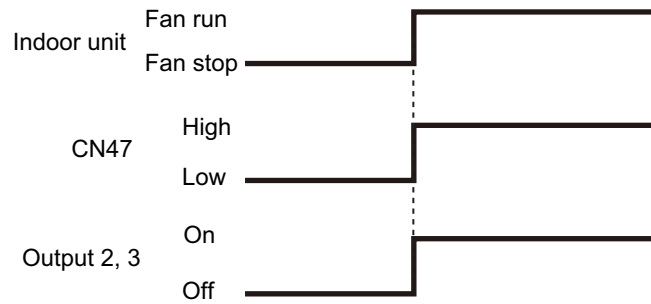 Fan run
Indoor unit
Fan stop
High
CN47
Low
On
Output 2, 3
Off